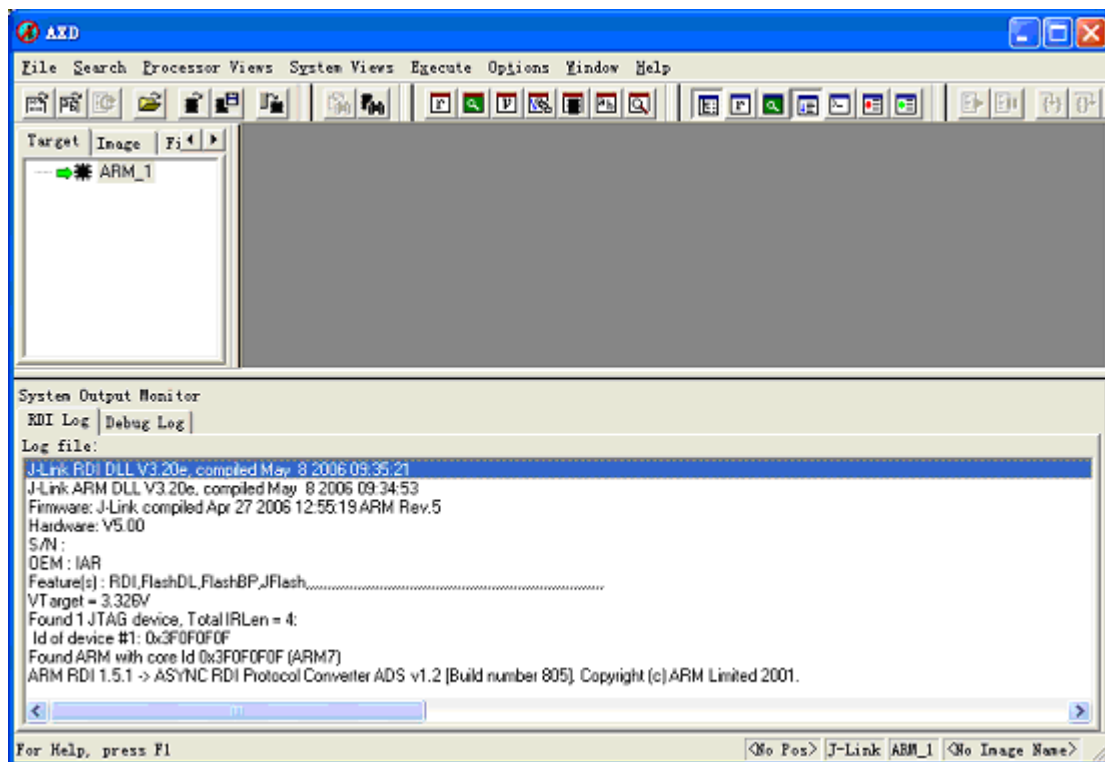 AXD
File Search Processor Views System Views Execute Options Window Help
Target Image Fi
ARM_1
System Output Monitor
RDI Log Debug Log
Log file:
J-Link RDI DLL V3.20e, compiled May 8 2006 09:35:21
J-Link ARM DLL V3.20e, compiled May 8 2006 09:34:53
Firmware: J-Link compiled Apr 27 2006 12:55:19 ARM Rev.5
Hardware: V5.00
S/N :
OEM : IAR
Feature(s) : RDI,FlashDL,FlashBP,JFlash,,,,,,,,,,,,,,,,,,,,,,,,,,,,,,,,,,,,,,,,,,,,,,,,,,,,,,,,,,,,,,,,,,,,,,,,,,,
VTarget = 3.326V
Found 1 JTAG device, Total IRLen = 4:
Id of device #1: 0x3F0F0F0F
Found ARM with core Id 0x3F0F0F0F (ARM7)
ARM RDI 1.5.1 -> ASYNC RDI Protocol Converter ADS v1.2 [Build number 805]. Copyright (c) ARM Limited 2001.
For Help, press F1 <No Pos> J-Link ARM_1 <No Image Name>